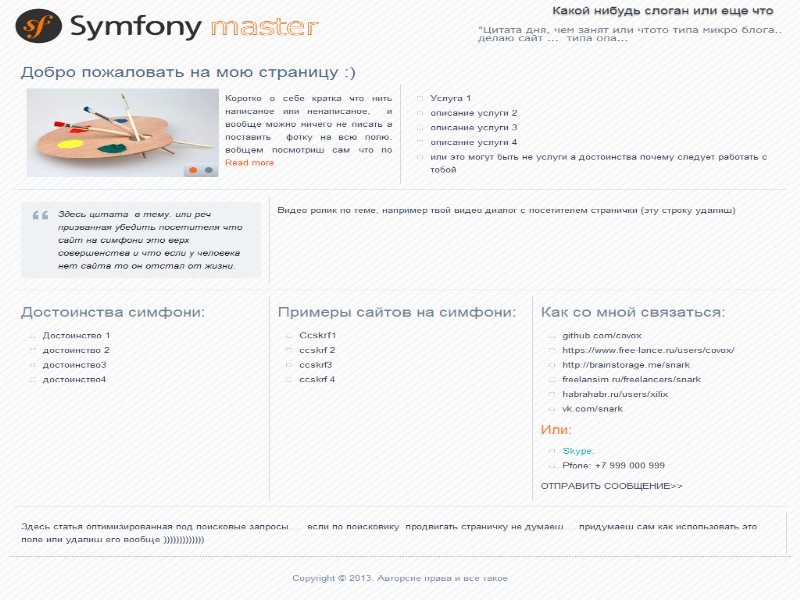 sf Symfony master
Какой нибудь слоган или еще что
"Цитата дня, чем занят или чтото типа микро блога..
делаю сайт ... типа опа...
Добро пожаловать на мою страницу :)
Коротко о себе кратка что нить
написаное или ненаписаное, и
вообще можно ничего не писать а
поставить фотку на всю полю.
вобщем посмотриш сам что по
Read more
Услуга 1
описание услуги 2
описание услуги 3
описание услуги 4
или это могут быть не услуги а достоинства почему следует работать с
тобой
Здесь цитата в тему. или реч
призванная убедить посетителя что
сайт на симфони это верх
совершенства и что если у человека
нет сайта то он отстал от жизни.
Видео ролик по теме, например твой видео диалог с посетителем странички (эту строку удалиш)
Достоинства симфони:
Достоинство 1
достоинство 2
достоинство3
достоинство4
Примеры сайтов на симфони:
Ссskrf1
ссskrf 2
ссskrf3
ссskrf 4
Как со мной связаться:
github.com/covox
https://www.free-lance.ru/users/covox/
http://brainstorage.me/snark
freelansim.ru/freelancers/snark
habrahabr.ru/users/xilix
vk.com/snark
Или:
Skype:
Pfone: +7 999 000 999
ОТПРАВИТЬ СООБЩЕНИЕ>>
Здесь статья оптимизированная под поисковые запросы.... если по поисковику продвигать страничку не думаеш.... придумаеш сам как использовать это
поле или удалиш его вообще )))))))))))))
Copyright © 2013. Авторсие права и все такое